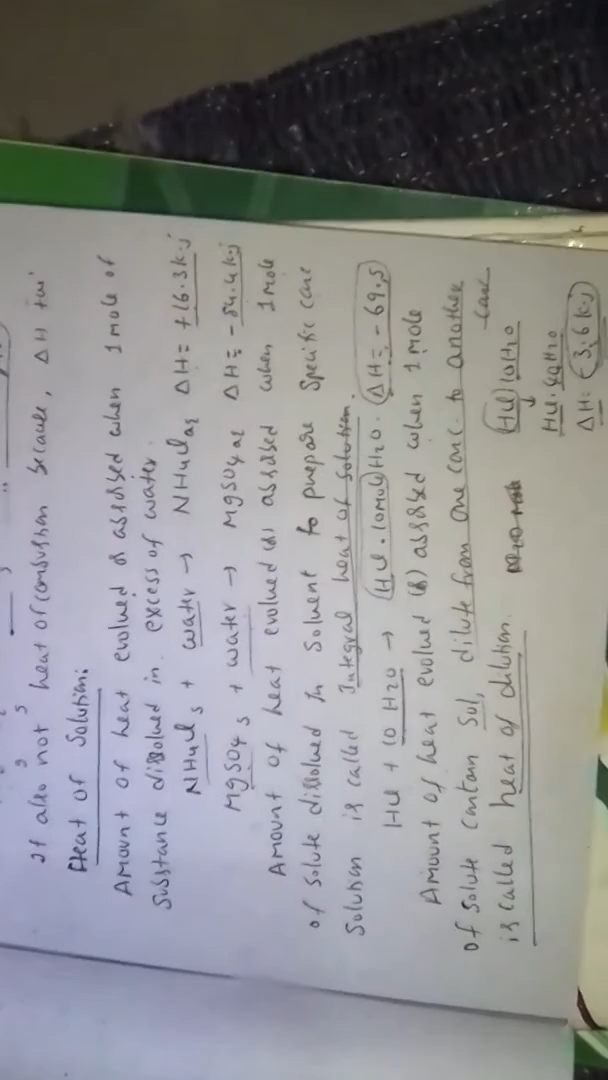 It also not heat of combustion because, ΔH +ive
Heat of Solution:
Amount of heat evolved or absorbed when 1 mole of
Substance dissolved in excess of water.
NH4Cl s + water → NH4Cl aq ΔH = +16.3 kJ
MgSO4 s + water → MgSO4 aq ΔH = -84.4 kJ
Amount of heat evolved (or) absorbed when 1 mole
of solute dissolved in solvent to prepare specific conc
Solution is called Integral heat of solution.
HCl + 10 H2O → HCl. 10 mol H2O. ΔH = -69.5
Amount of heat evolved (or) absorbed when 1 mole
of solute contain Sol, dilute from one conc. to another
is called heat of dilution. HCl 10H2O
HCl.
ΔH = 3.6 kJ